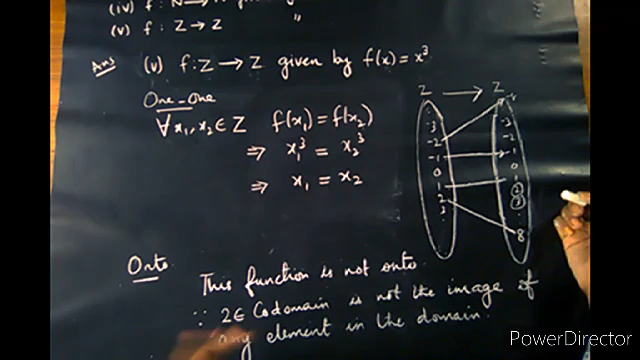 (iv) f: N → N
(v) f: Z → Z "
Ans (v) f: Z → Z given by f(x) = x³
One-One
∀ x₁, x₂ ∈ Z f(x₁) = f(x₂)
⇒ x₁³ = x₂³
⇒ x₁ = x₂
Z → Z
-3 -3
-2 -2
-1 -1
0 0
1 1
2 2
3 3
8
Onto
This function is not onto
∵ 2 ∈ Codomain is not the image of
any element in the domain.
PowerDirector